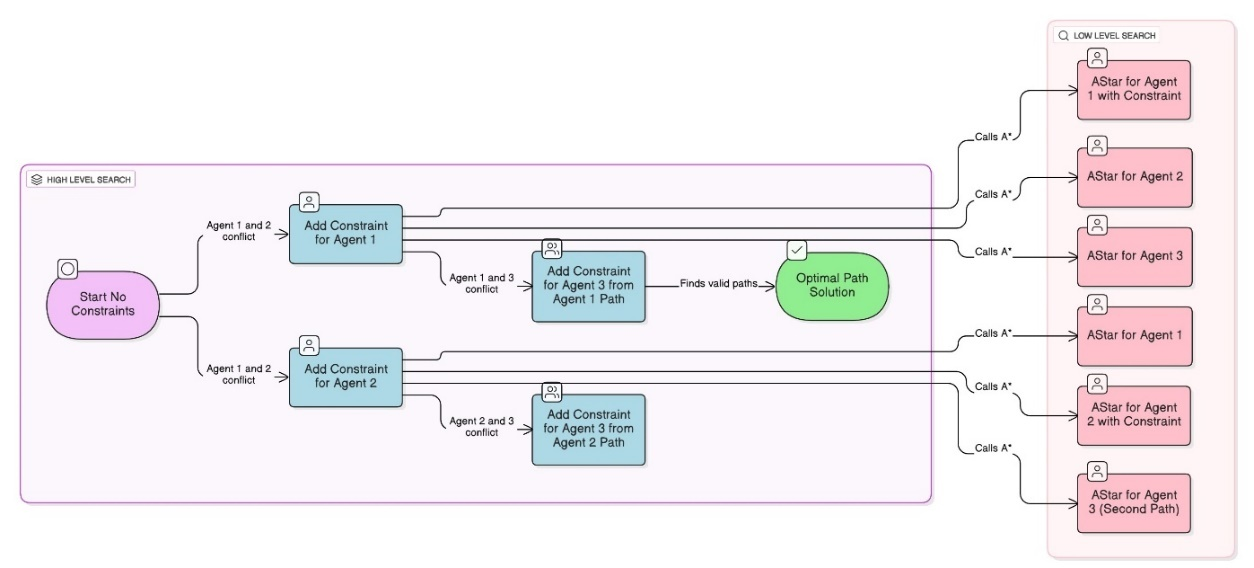 LOW LEVEL SEARCH
AStar for Agent
1 with Constraint
Calls A*
HIGH LEVEL SEARCH
AStar for Agent 2
Calls A*
Agent 1 and 2
conflict
Add Constraint
for Agent 1
Calls A*
AStar for Agent 3
Start No
Constraints
Agent 1 and 3
conflict
Add Constraint
for Agent 3 from
Agent 1 Path
Finds valid paths
Optimal Path
Solution
Calls A*
AStar for Agent 1
Agent 1 and 2
conflict
Add Constraint
for Agent 2
Calls A*
AStar for Agent
2 with Constraint
Agent 2 and 3
conflict
Add Constraint
for Agent 3 from
Agent 2 Path
Calls A*
AStar for Agent
3 (Second Path)